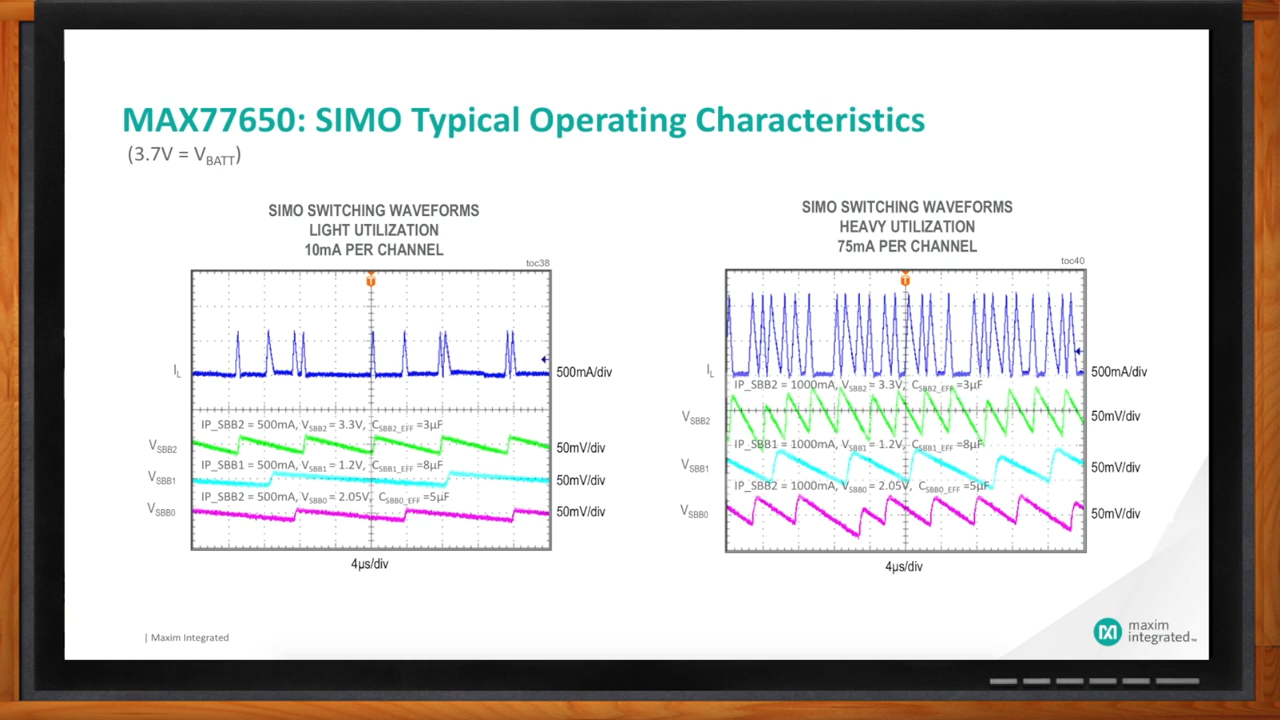 MAX77650: SIMO Typical Operating Characteristics
(3.7V = VBATT)
SIMO SWITCHING WAVEFORMS
LIGHT UTILIZATION
10mA PER CHANNEL
toc38
T
IL
500mA/div
IP_SBB2 = 500mA, VSBB2 = 3.3V, CSBB2_EFF =3µF
VSBB2
50mV/div
IP_SBB1 = 500mA, VSBB1 = 1.2V, CSBB1_EFF =8µF
VSBB1
50mV/div
IP_SBB2 = 500mA, VSBB0 = 2.05V, CSBB0_EFF =5µF
VSBB0
50mV/div
4µs/div
SIMO SWITCHING WAVEFORMS
HEAVY UTILIZATION
75mA PER CHANNEL
toc40
T
IL
500mA/div
IP_SBB2 = 1000mA, VSBB2 = 3.3V, CSBB2_EFF =3µF
VSBB2
50mV/div
IP_SBB1 = 1000mA, VSBB1 = 1.2V, CSBB1_EFF =8µF
VSBB1
50mV/div
IP_SBB2 = 1000mA, VSBB0 = 2.05V, CSBB0_EFF =5µF
VSBB0
50mV/div
4µs/div
| Maxim Integrated
maxim
integrated™